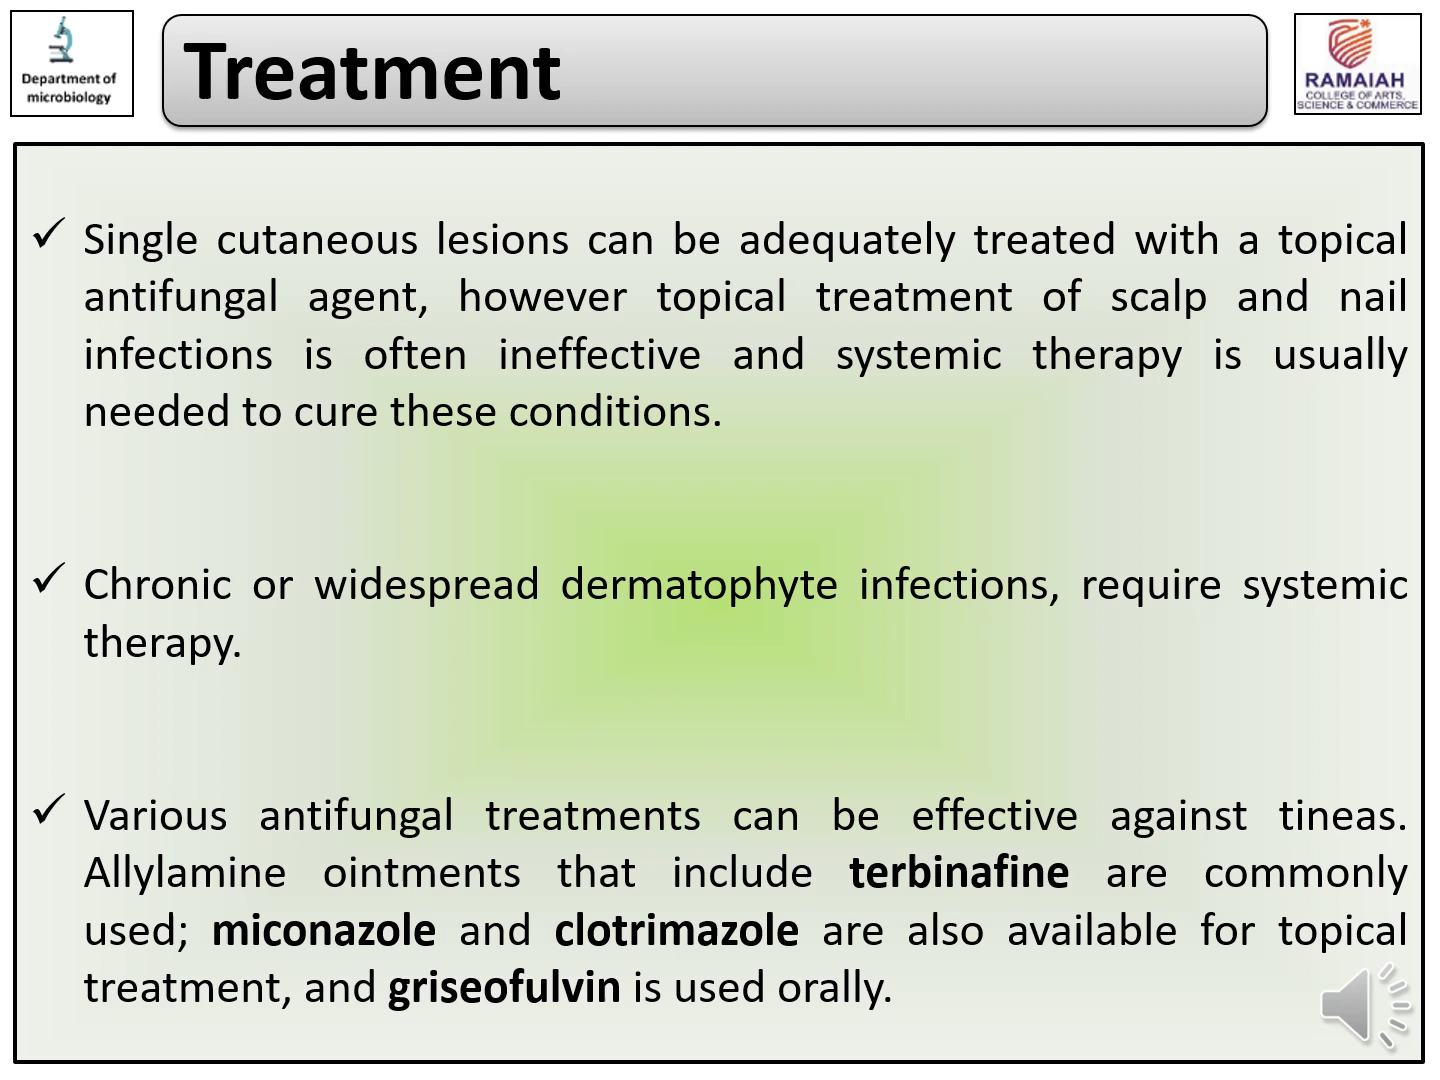 Department of
microbiology
Treatment
RAMAIAH
COLLEGE OF ARTS,
SCIENCE & COMMERCE
✓ Single cutaneous lesions can be adequately treated with a topical
antifungal agent, however topical treatment of scalp and nail
infections is often ineffective and systemic therapy is usually
needed to cure these conditions.
✓ Chronic or widespread dermatophyte infections, require systemic
therapy.
✓ Various antifungal treatments can be effective against tineas.
Allylamine ointments that include terbinafine are commonly
used; miconazole and clotrimazole are also available for topical
treatment, and griseofulvin is used orally.